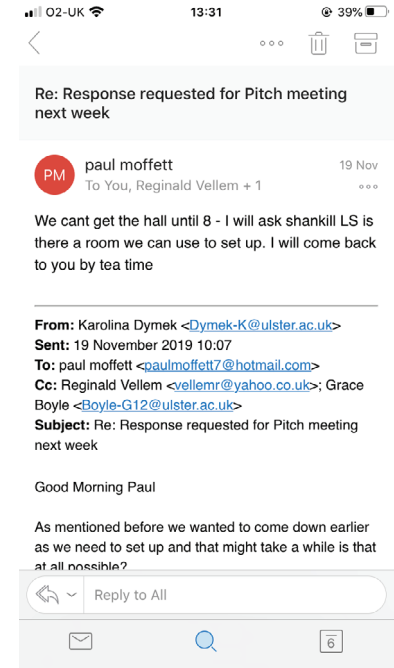 O2-UK 13:31 39%
Re: Response requested for Pitch meeting
next week
PM
paul moffett 19 Nov
To You, Reginald Vellem + 1
We cant get the hall until 8 - I will ask shankill LS is
there a room we can use to set up. I will come back
to you by tea time
From: Karolina Dymek <Dymek-K@ulster.ac.uk>
Sent: 19 November 2019 10:07
To: paul moffett <paulmoffett7@hotmail.com>
Cc: Reginald Vellem <vellemr@yahoo.co.uk>; Grace
Boyle <Boyle-G12@ulster.ac.uk>
Subject: Re: Response requested for Pitch meeting
next week
Good Morning Paul
As mentioned before we wanted to come down earlier
as we need to set up and that might take a while is that
at all possible?
Reply to All
6